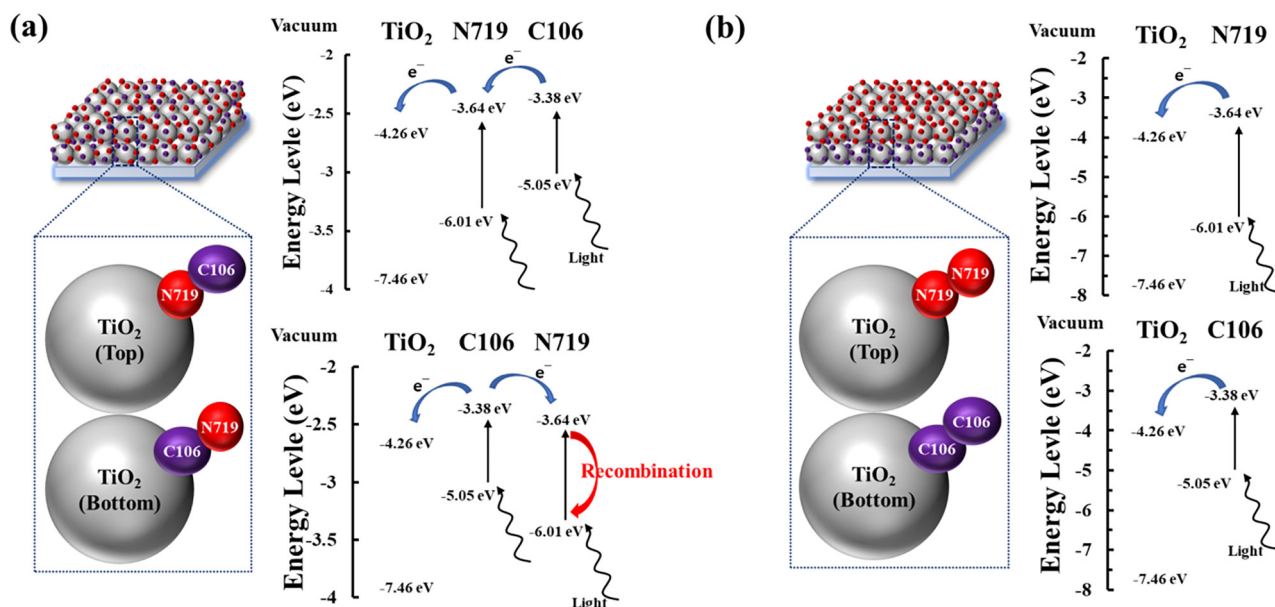 (a)
Vacuum
TiO2 N719 C106
Energy Levle (eV)
-2
-2.5
-3
-3.5
-4
e−
e−
-3.38 eV
-3.64 eV
-4.26 eV
-5.05 eV
-6.01 eV
-7.46 eV
Light
C106
N719
TiO2
(Top)
N719
C106
TiO2
(Bottom)
Vacuum
TiO2 C106 N719
Energy Levle (eV)
-2
-2.5
-3
-3.5
-4
e−
e−
-3.38 eV
-3.64 eV
-4.26 eV
Recombination
-5.05 eV
-6.01 eV
-7.46 eV
Light
(b)
Vacuum
TiO2 N719
Energy Levle (eV)
-2
-3
-4
-5
-6
-7
-8
e−
-3.64 eV
-4.26 eV
-6.01 eV
-7.46 eV
Light
N719
N719
TiO2
(Top)
C106
C106
TiO2
(Bottom)
Vacuum
TiO2 C106
Energy Levle (eV)
-2
-3
-4
-5
-6
-7
-8
e−
-3.38 eV
-4.26 eV
-5.05 eV
Light
-7.46 eV